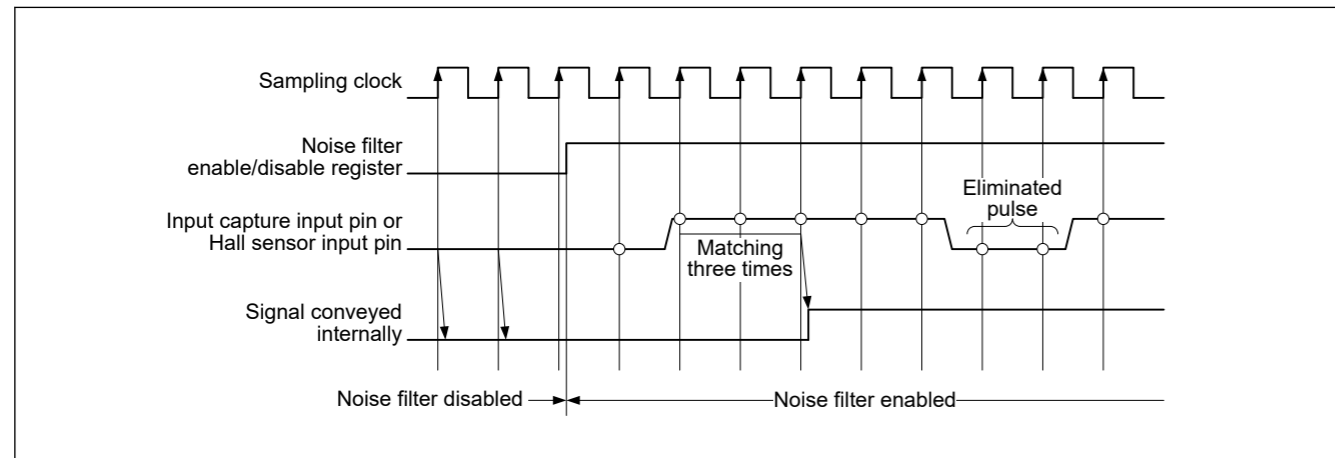 Sampling clock
Noise filter
enable/disable register
Eliminated
pulse
Input capture input pin or
Hall sensor input pin
Matching
three times
Signal conveyed
internally
Noise filter disabled
Noise filter enabled